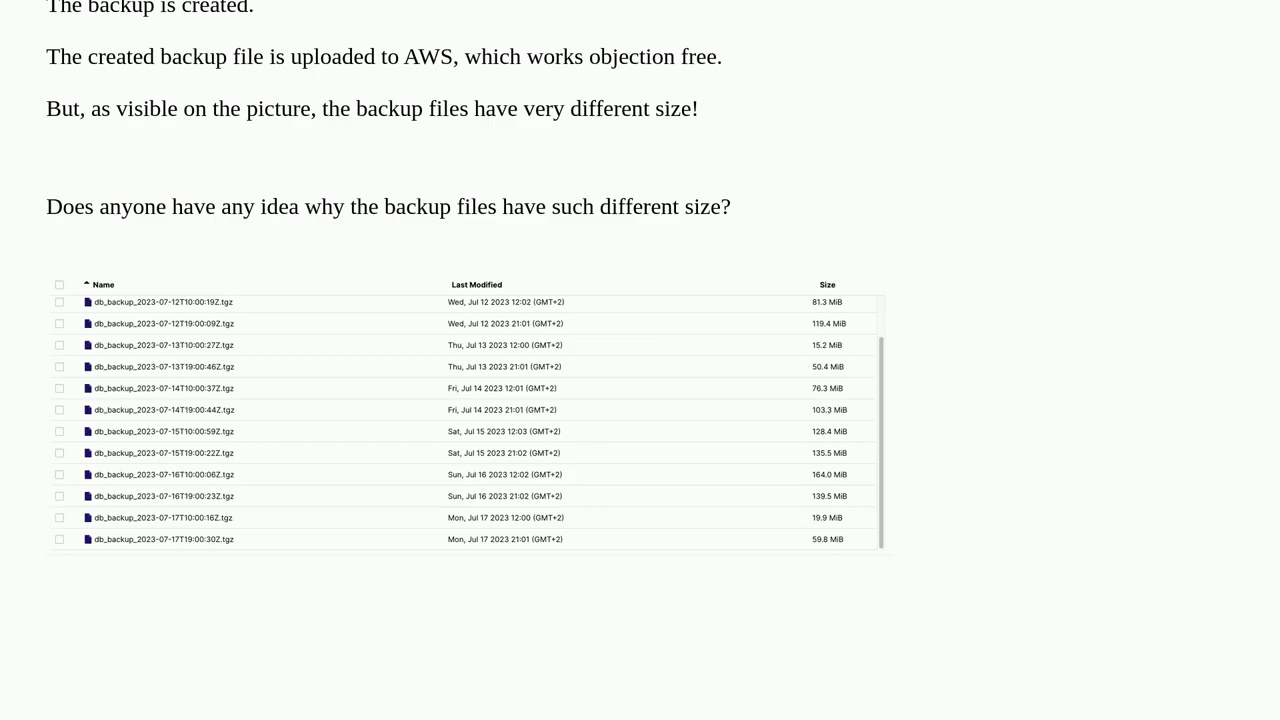 The backup is created.
The created backup file is uploaded to AWS, which works objection free.
But, as visible on the picture, the backup files have very different size!
Does anyone have any idea why the backup files have such different size?
Name Last Modified Size
db_backup_2023-07-12T10:00:19Z.tgz Wed, Jul 12 2023 12:02 (GMT+2) 81.3 MiB
db_backup_2023-07-12T19:00:09Z.tgz Wed, Jul 12 2023 21:01 (GMT+2) 119.4 MiB
db_backup_2023-07-13T10:00:27Z.tgz Thu, Jul 13 2023 12:00 (GMT+2) 15.2 MiB
db_backup_2023-07-13T19:00:46Z.tgz Thu, Jul 13 2023 21:01 (GMT+2) 50.4 MiB
db_backup_2023-07-14T10:00:37Z.tgz Fri, Jul 14 2023 12:01 (GMT+2) 76.3 MiB
db_backup_2023-07-14T19:00:44Z.tgz Fri, Jul 14 2023 21:01 (GMT+2) 103.3 MiB
db_backup_2023-07-15T10:00:59Z.tgz Sat, Jul 15 2023 12:03 (GMT+2) 128.4 MiB
db_backup_2023-07-15T19:00:22Z.tgz Sat, Jul 15 2023 21:02 (GMT+2) 135.5 MiB
db_backup_2023-07-16T10:00:06Z.tgz Sun, Jul 16 2023 12:02 (GMT+2) 164.0 MiB
db_backup_2023-07-16T19:00:23Z.tgz Sun, Jul 16 2023 21:02 (GMT+2) 139.5 MiB
db_backup_2023-07-17T10:00:16Z.tgz Mon, Jul 17 2023 12:00 (GMT+2) 19.9 MiB
db_backup_2023-07-17T19:00:30Z.tgz Mon, Jul 17 2023 21:01 (GMT+2) 59.8 MiB